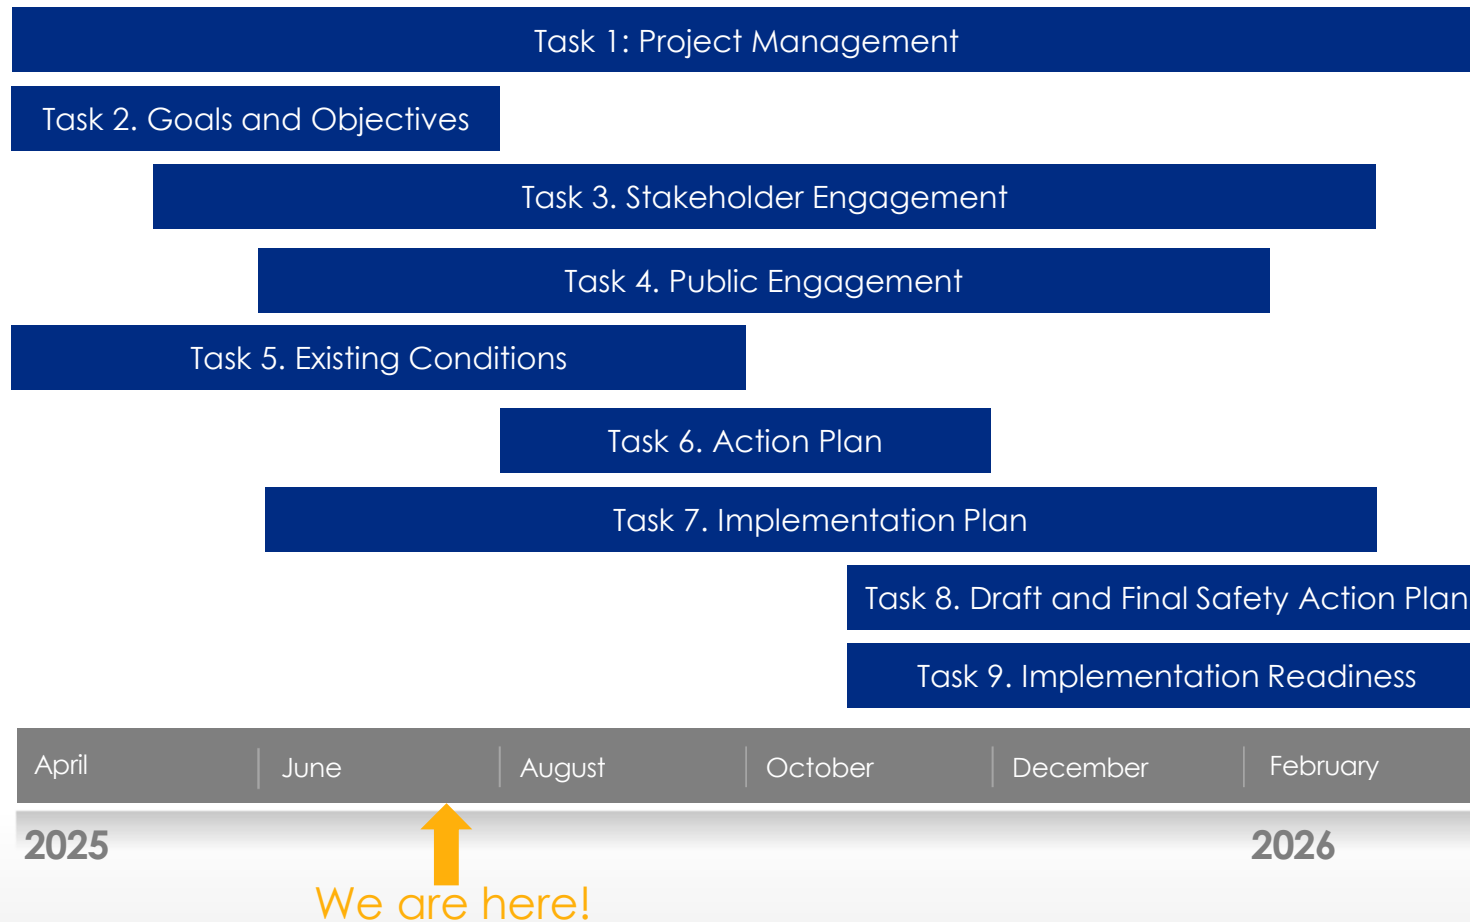 Task 1: Project Management
Task 2. Goals and Objectives
Task 3. Stakeholder Engagement
Task 4. Public Engagement
Task 5. Existing Conditions
Task 6. Action Plan
Task 7. Implementation Plan
Task 8. Draft and Final Safety Action Plan
Task 9. Implementation Readiness
April June August October December February
2025 2026
We are here!